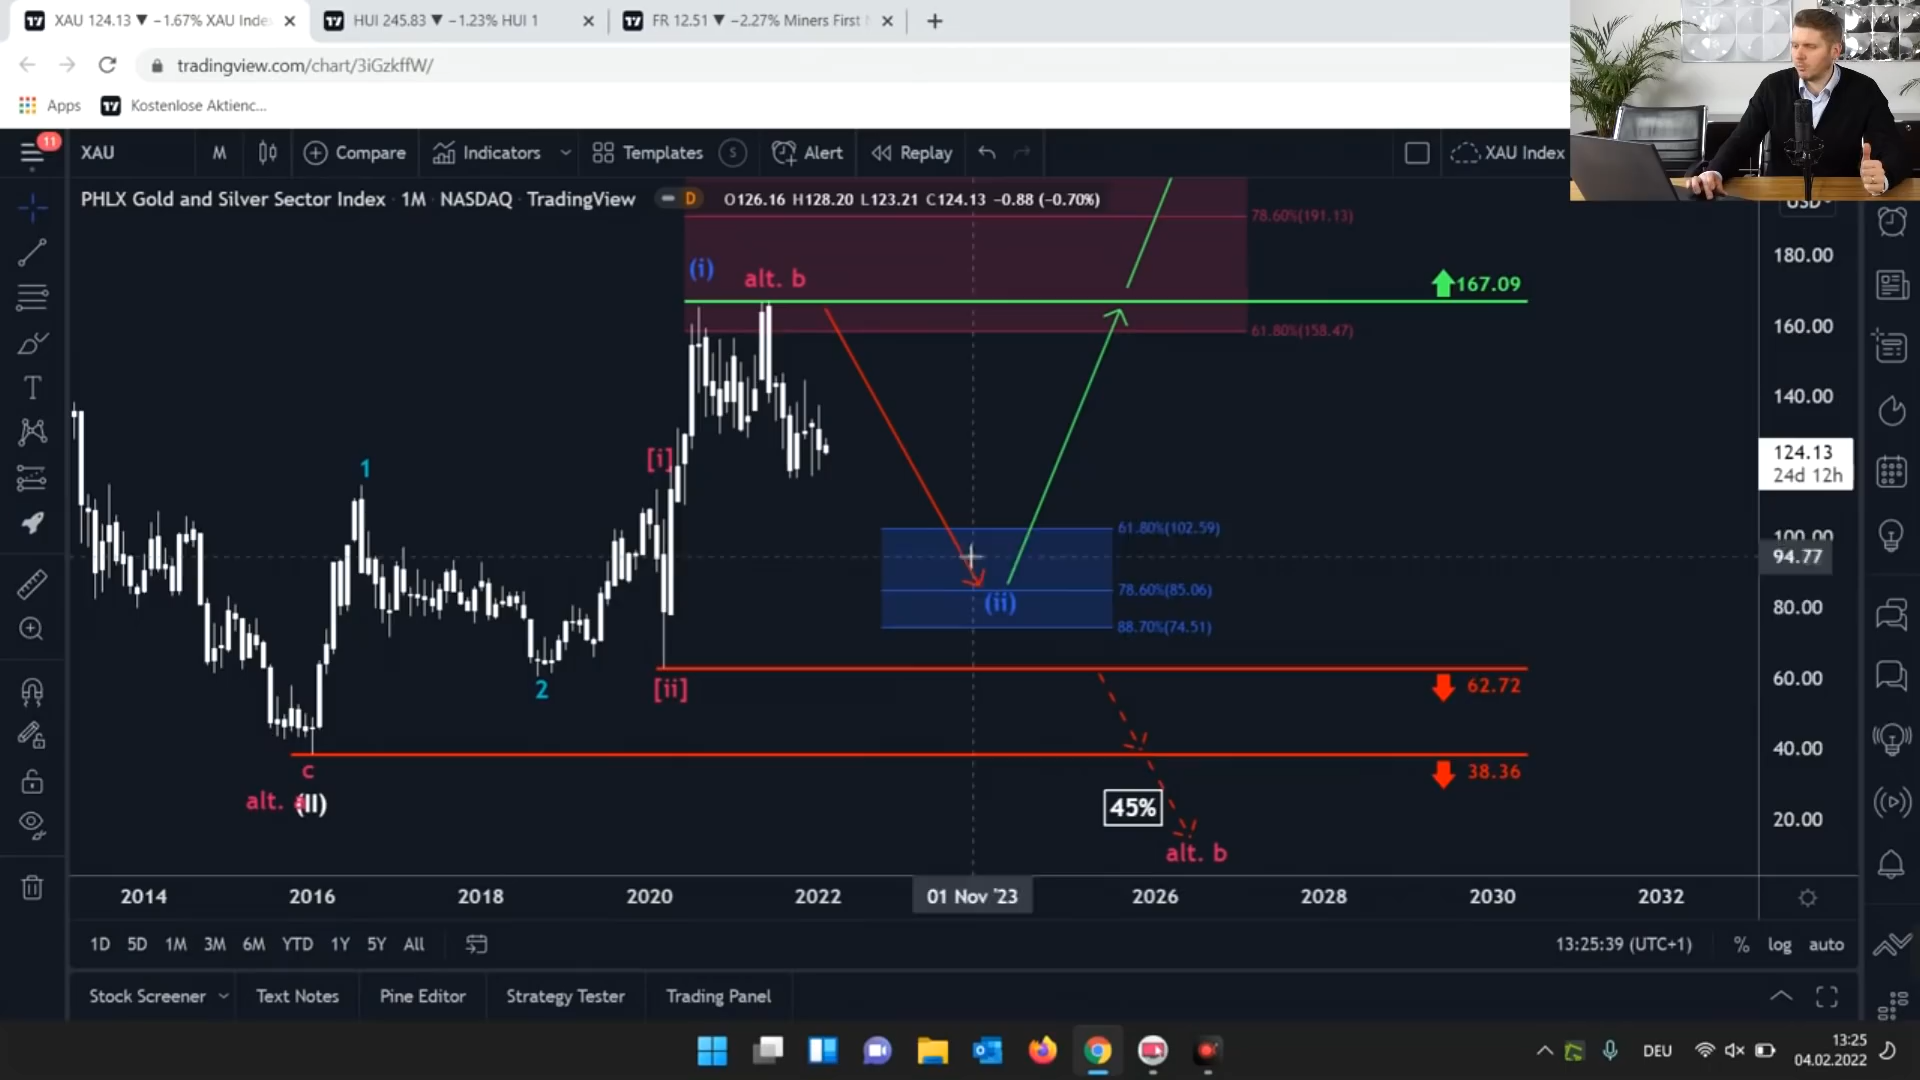 XAU 124.13 ▼ −1.67% XAU Index
HUI 245.83 ▼ −1.23% HUI 1
FR 12.51 ▼ −2.27% Miners First
tradingview.com/chart/3iGzkffW/
Apps
Kostenlose Aktienc...
11
XAU
M
Compare
Indicators
Templates
S
Alert
Replay
XAU Index
PHLX Gold and Silver Sector Index 1M NASDAQ TradingView
D
O126.16 H128.20 L123.21 C124.13 −0.88 (−0.70%)
USD
78.60%(191.13)
180.00
(i)
alt. b
167.09
160.00
61.80%(158.47)
140.00
124.13
24d 12h
[i]
1
61.80%(102.59)
100.00
94.77
78.60%(85.06)
(ii)
80.00
88.70%(74.51)
2
[ii]
62.72
60.00
40.00
c
38.36
alt.
(II)
45%
20.00
alt. b
2014
2016
2018
2020
2022
01 Nov '23
2026
2028
2030
2032
1D 5D 1M 3M 6M YTD 1Y 5Y All
13:25:39 (UTC+1)
% log auto
Stock Screener
Text Notes
Pine Editor
Strategy Tester
Trading Panel
DEU
13:25
04.02.2022